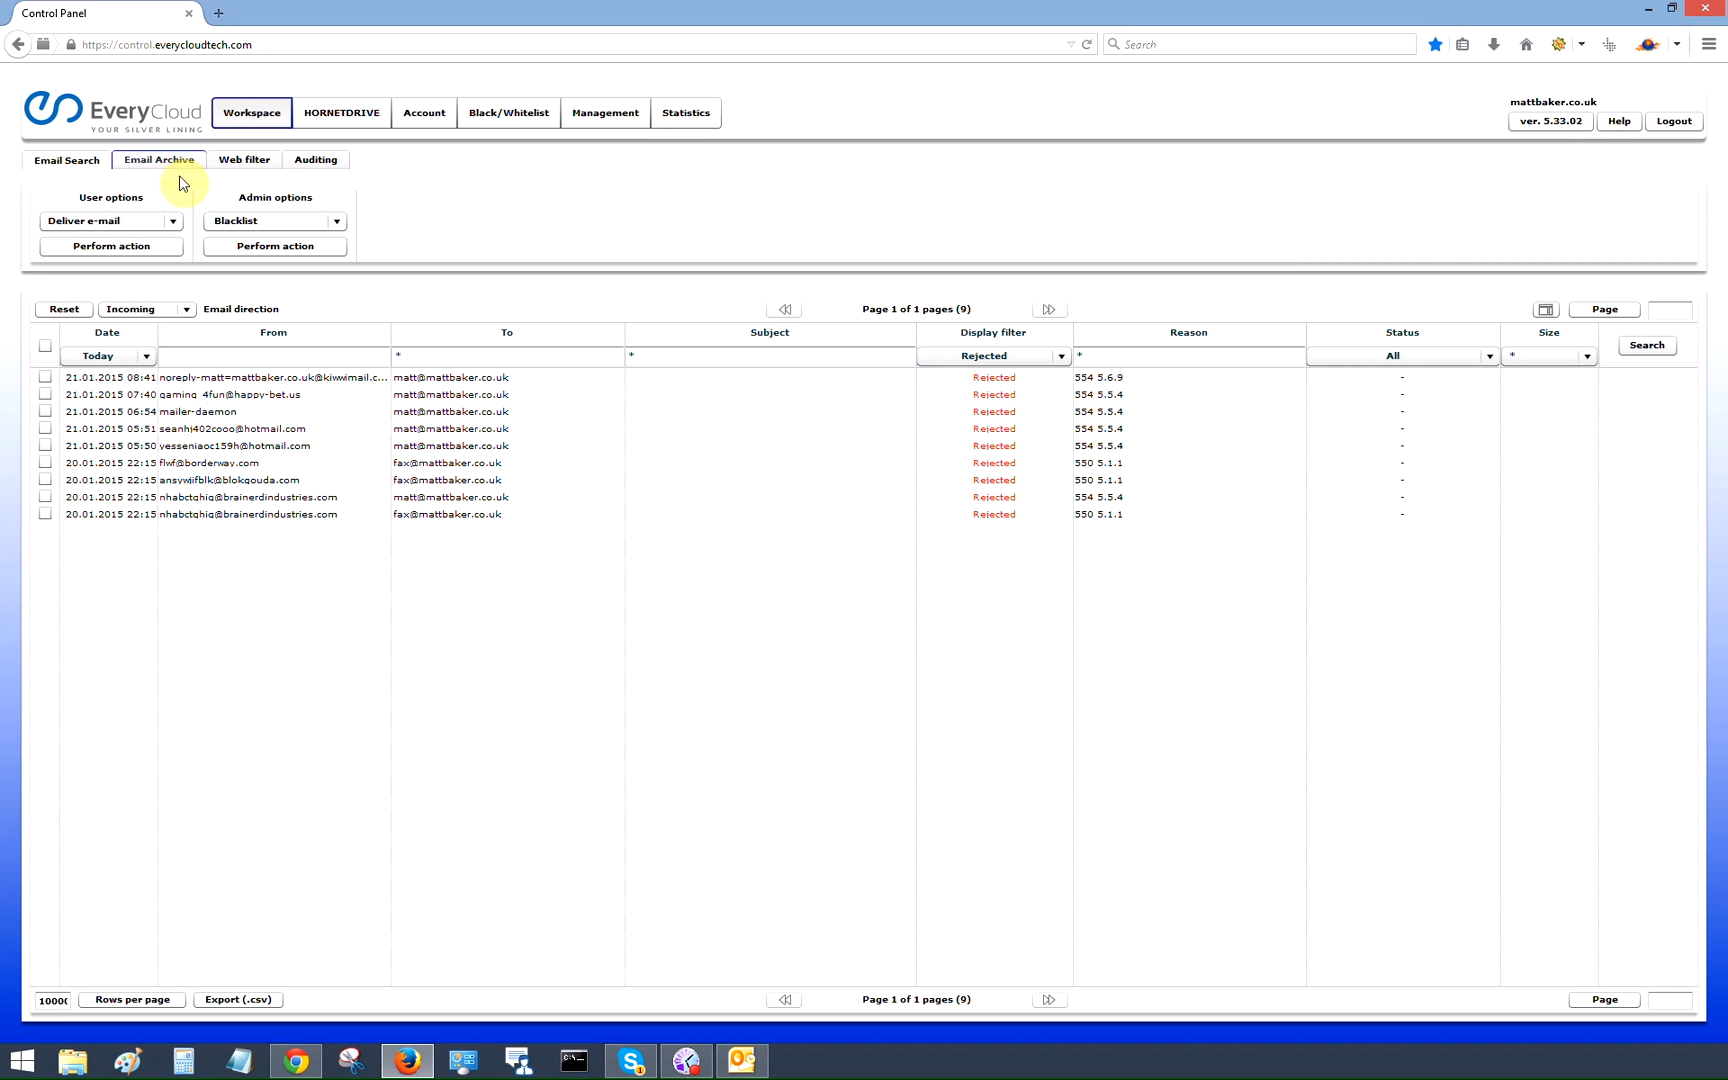 Control Panel
https://control.everycloudtech.com
Search
EveryCloud
YOUR SILVER LINING
Workspace HORNETDRIVE Account Black/Whitelist Management Statistics
mattbaker.co.uk
ver. 5.33.02 Help Logout
Email Search Email Archive Web filter Auditing
User options Admin options
Deliver e-mail Blacklist
Perform action Perform action
Reset Incoming Email direction Page 1 of 1 pages (9) Page
Date From To Subject Display filter Reason Status Size
Search
Today * * Rejected * All *
21.01.2015 08:41 noreply-matt=mattbaker.co.uk@kiwwimail.c... matt@mattbaker.co.uk Rejected 554 5.6.9 -
21.01.2015 07:40 gaming_4fun@happy-bet.us matt@mattbaker.co.uk Rejected 554 5.5.4 -
21.01.2015 06:54 mailer-daemon matt@mattbaker.co.uk Rejected 554 5.5.4 -
21.01.2015 05:51 seanhj402cooo@hotmail.com matt@mattbaker.co.uk Rejected 554 5.5.4 -
21.01.2015 05:50 yesseniaoc159h@hotmail.com matt@mattbaker.co.uk Rejected 554 5.5.4 -
20.01.2015 22:15 flwf@borderway.com fax@mattbaker.co.uk Rejected 550 5.1.1 -
20.01.2015 22:15 ansywjifblk@blokgouda.com fax@mattbaker.co.uk Rejected 550 5.1.1 -
20.01.2015 22:15 nhabctghig@brainerdindustries.com matt@mattbaker.co.uk Rejected 554 5.5.4 -
20.01.2015 22:15 nhabctghig@brainerdindustries.com fax@mattbaker.co.uk Rejected 550 5.1.1 -
Rows per page Export (.csv) Page 1 of 1 pages (9) Page